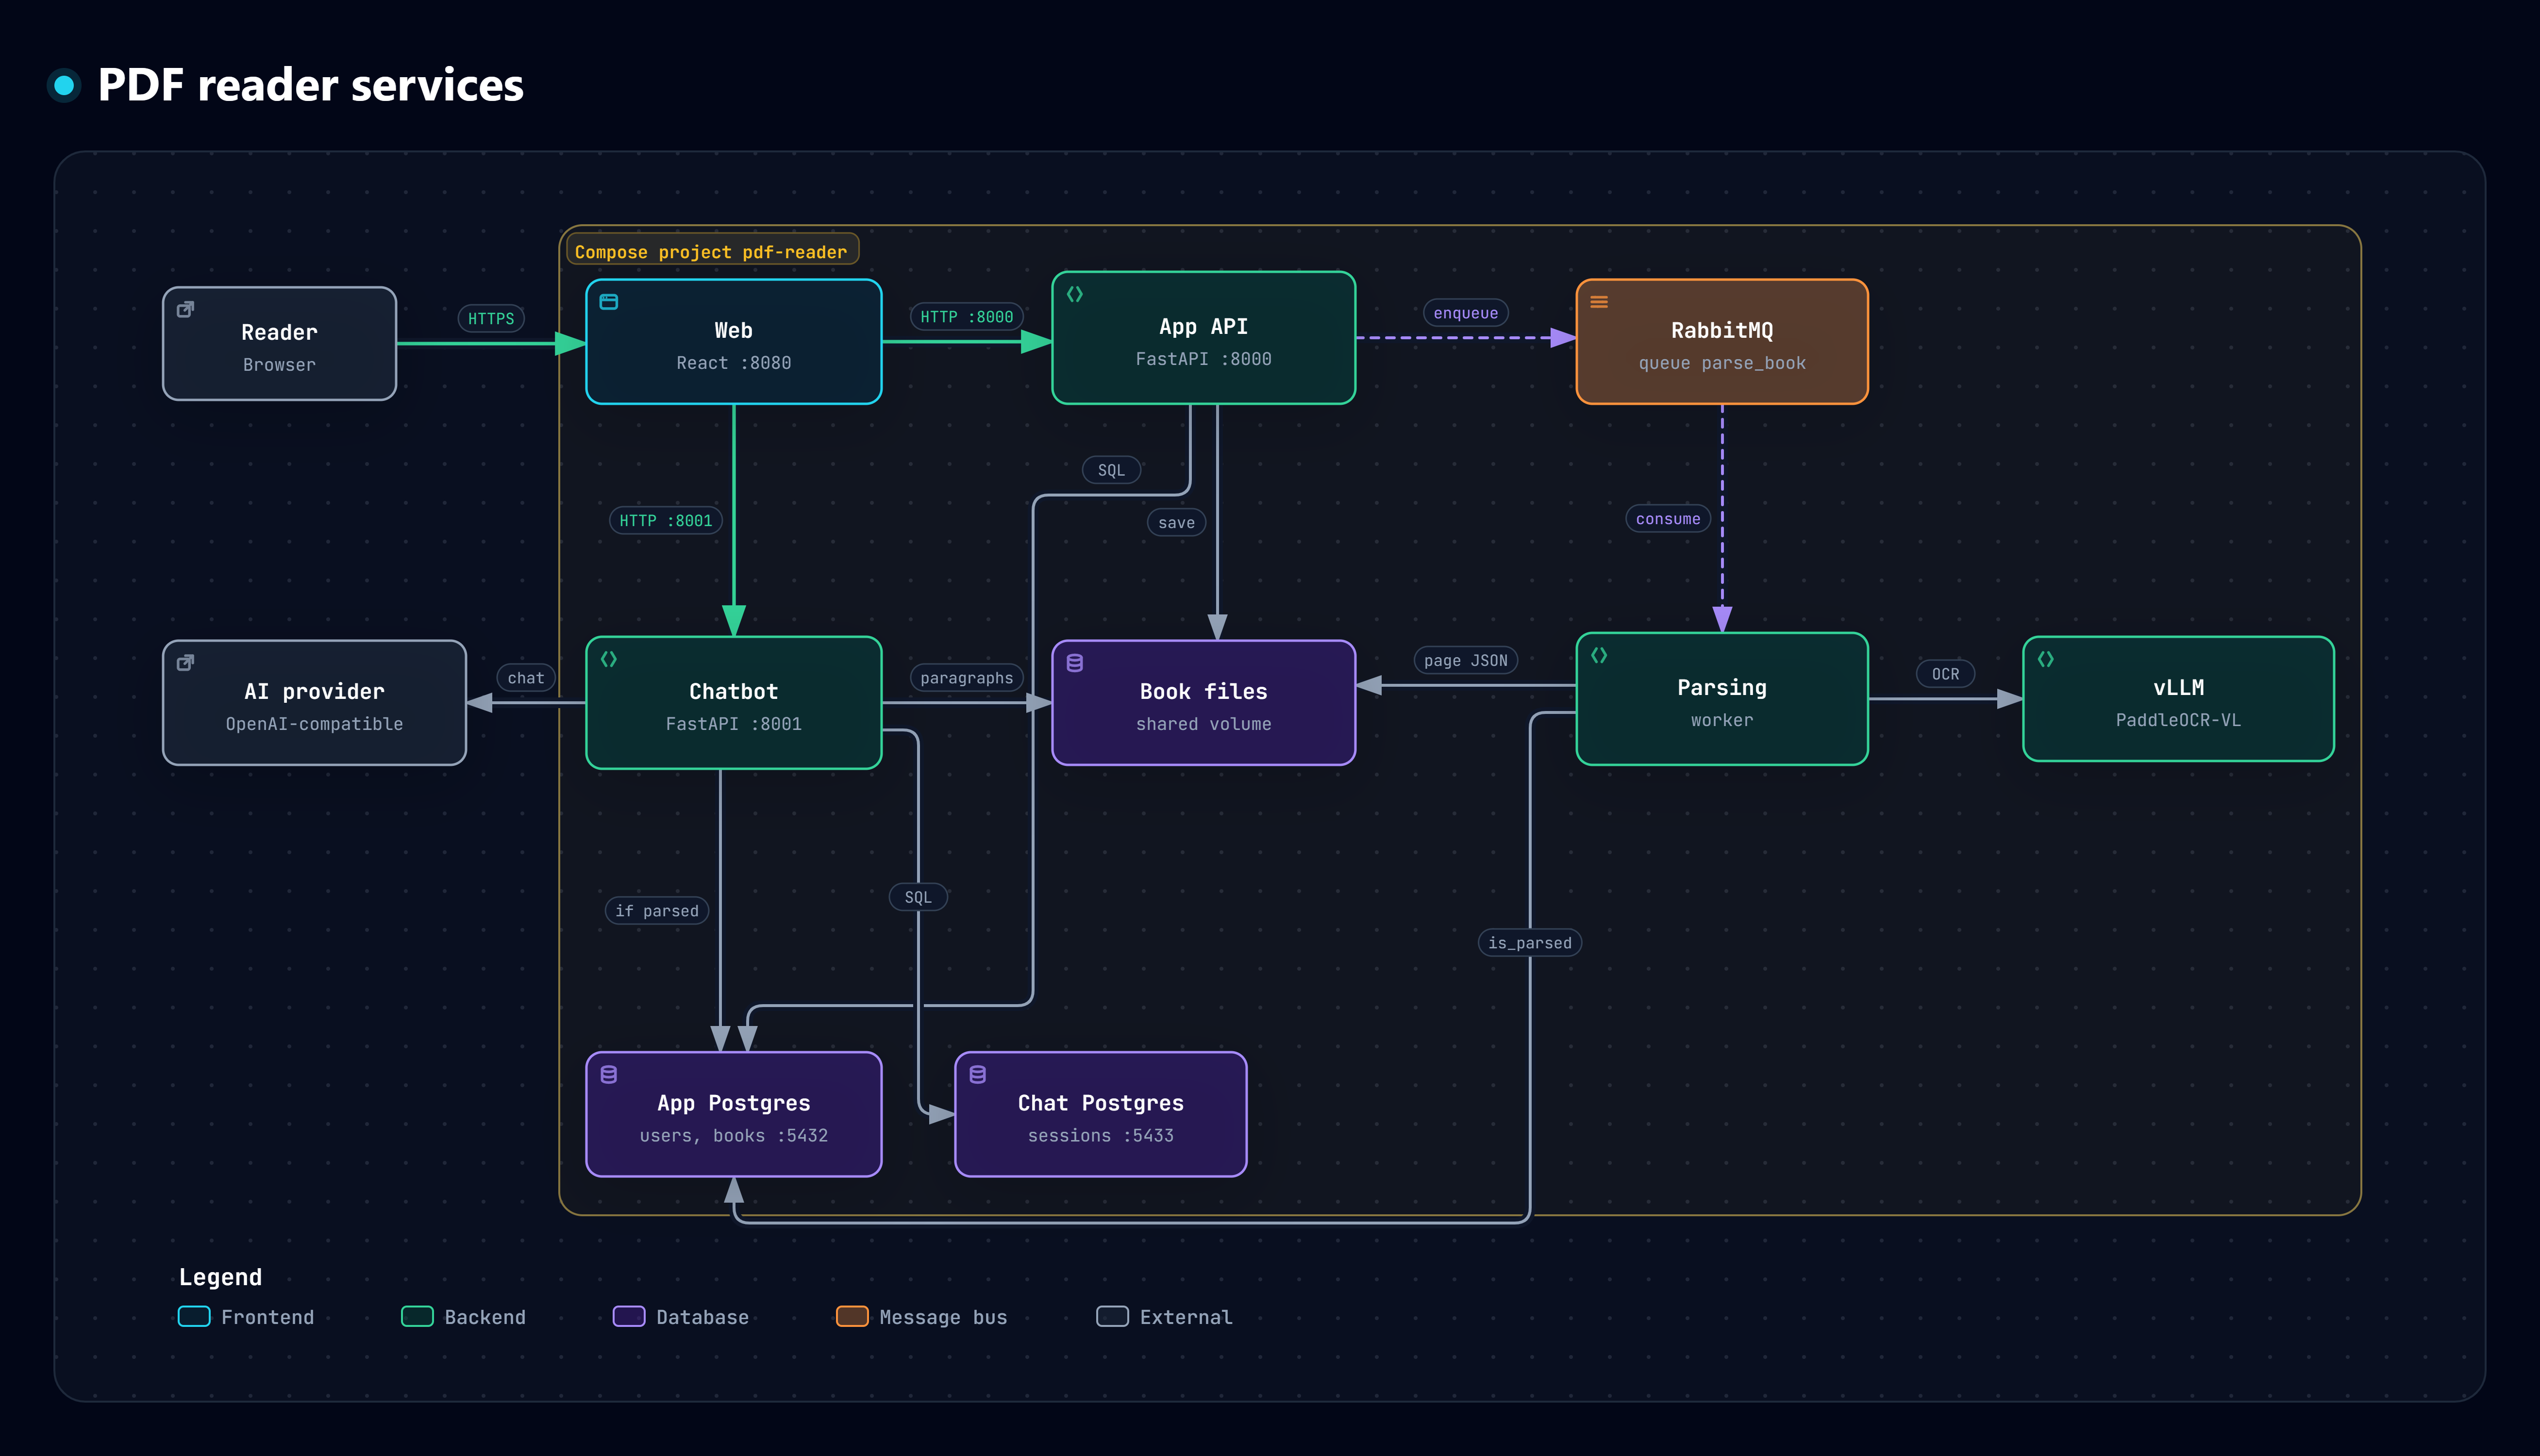 PDF reader services
Compose project pdf-reader
Reader
Browser
HTTPS
Web
React :8080
HTTP :8000
App API
FastAPI :8000
enqueue
RabbitMQ
queue parse_book
SQL
save
HTTP :8001
consume
AI provider
OpenAI-compatible
chat
Chatbot
FastAPI :8001
paragraphs
Book files
shared volume
page JSON
Parsing
worker
OCR
vLLM
PaddleOCR-VL
if parsed
SQL
is_parsed
App Postgres
users, books :5432
Chat Postgres
sessions :5433
Legend
Frontend
Backend
Database
Message bus
External